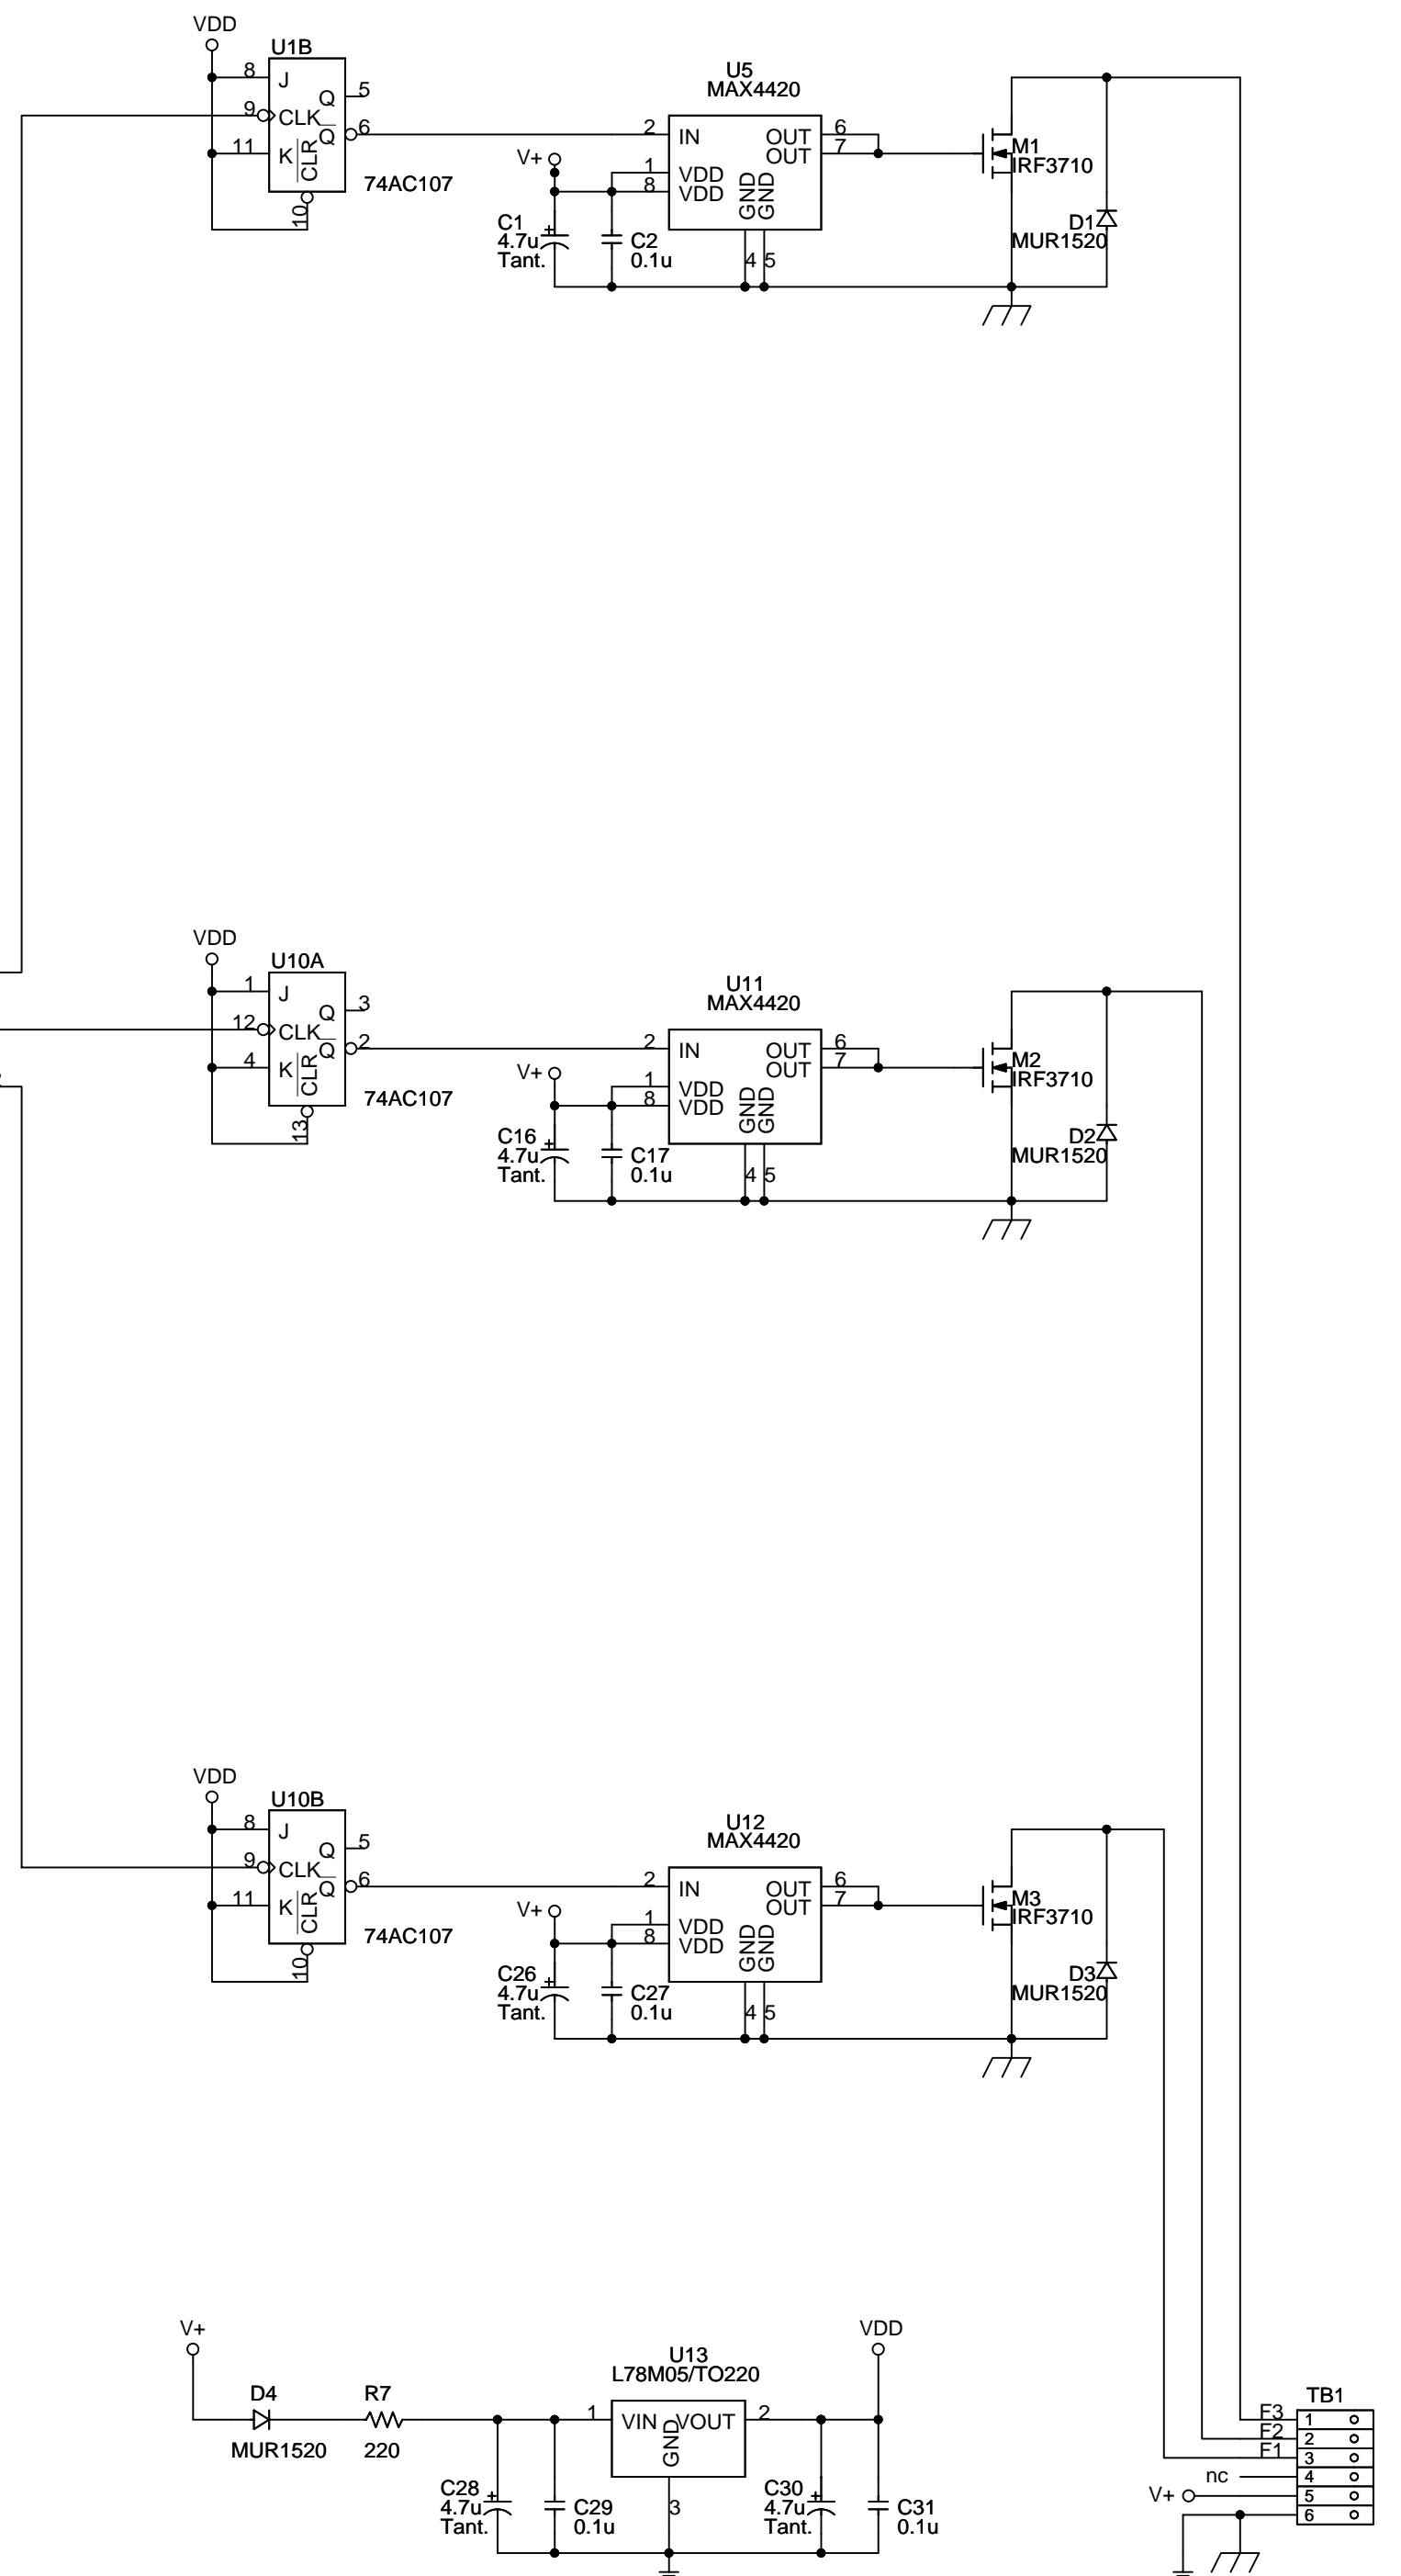 VDD
U1B
8
J
Q
5
9
CLK
Q
6
11
K
CLR
10
74AC107
U5
MAX4420
2
IN
OUT
6
OUT
7
V+
1
VDD
8
VDD
GND
GND
4
5
C1
4.7u
Tant.
C2
0.1u
M1
IRF3710
D1
MUR1520
VDD
U10A
1
J
Q
3
12
CLK
Q
2
4
K
CLR
13
74AC107
U11
MAX4420
2
IN
OUT
6
OUT
7
V+
1
VDD
8
VDD
GND
GND
4
5
C16
4.7u
Tant.
C17
0.1u
M2
IRF3710
D2
MUR1520
VDD
U10B
8
J
Q
5
9
CLK
Q
6
11
K
CLR
10
74AC107
U12
MAX4420
2
IN
OUT
6
OUT
7
V+
1
VDD
8
VDD
GND
GND
4
5
C26
4.7u
Tant.
C27
0.1u
M3
IRF3710
D3
MUR1520
V+
D4
MUR1520
R7
220
U13
L78M05/TO220
1
VIN
VOUT
2
GND
3
VDD
C28
4.7u
Tant.
C29
0.1u
C30
4.7u
Tant.
C31
0.1u
TB1
F3
1
F2
2
F1
3
nc
4
V+
5
6